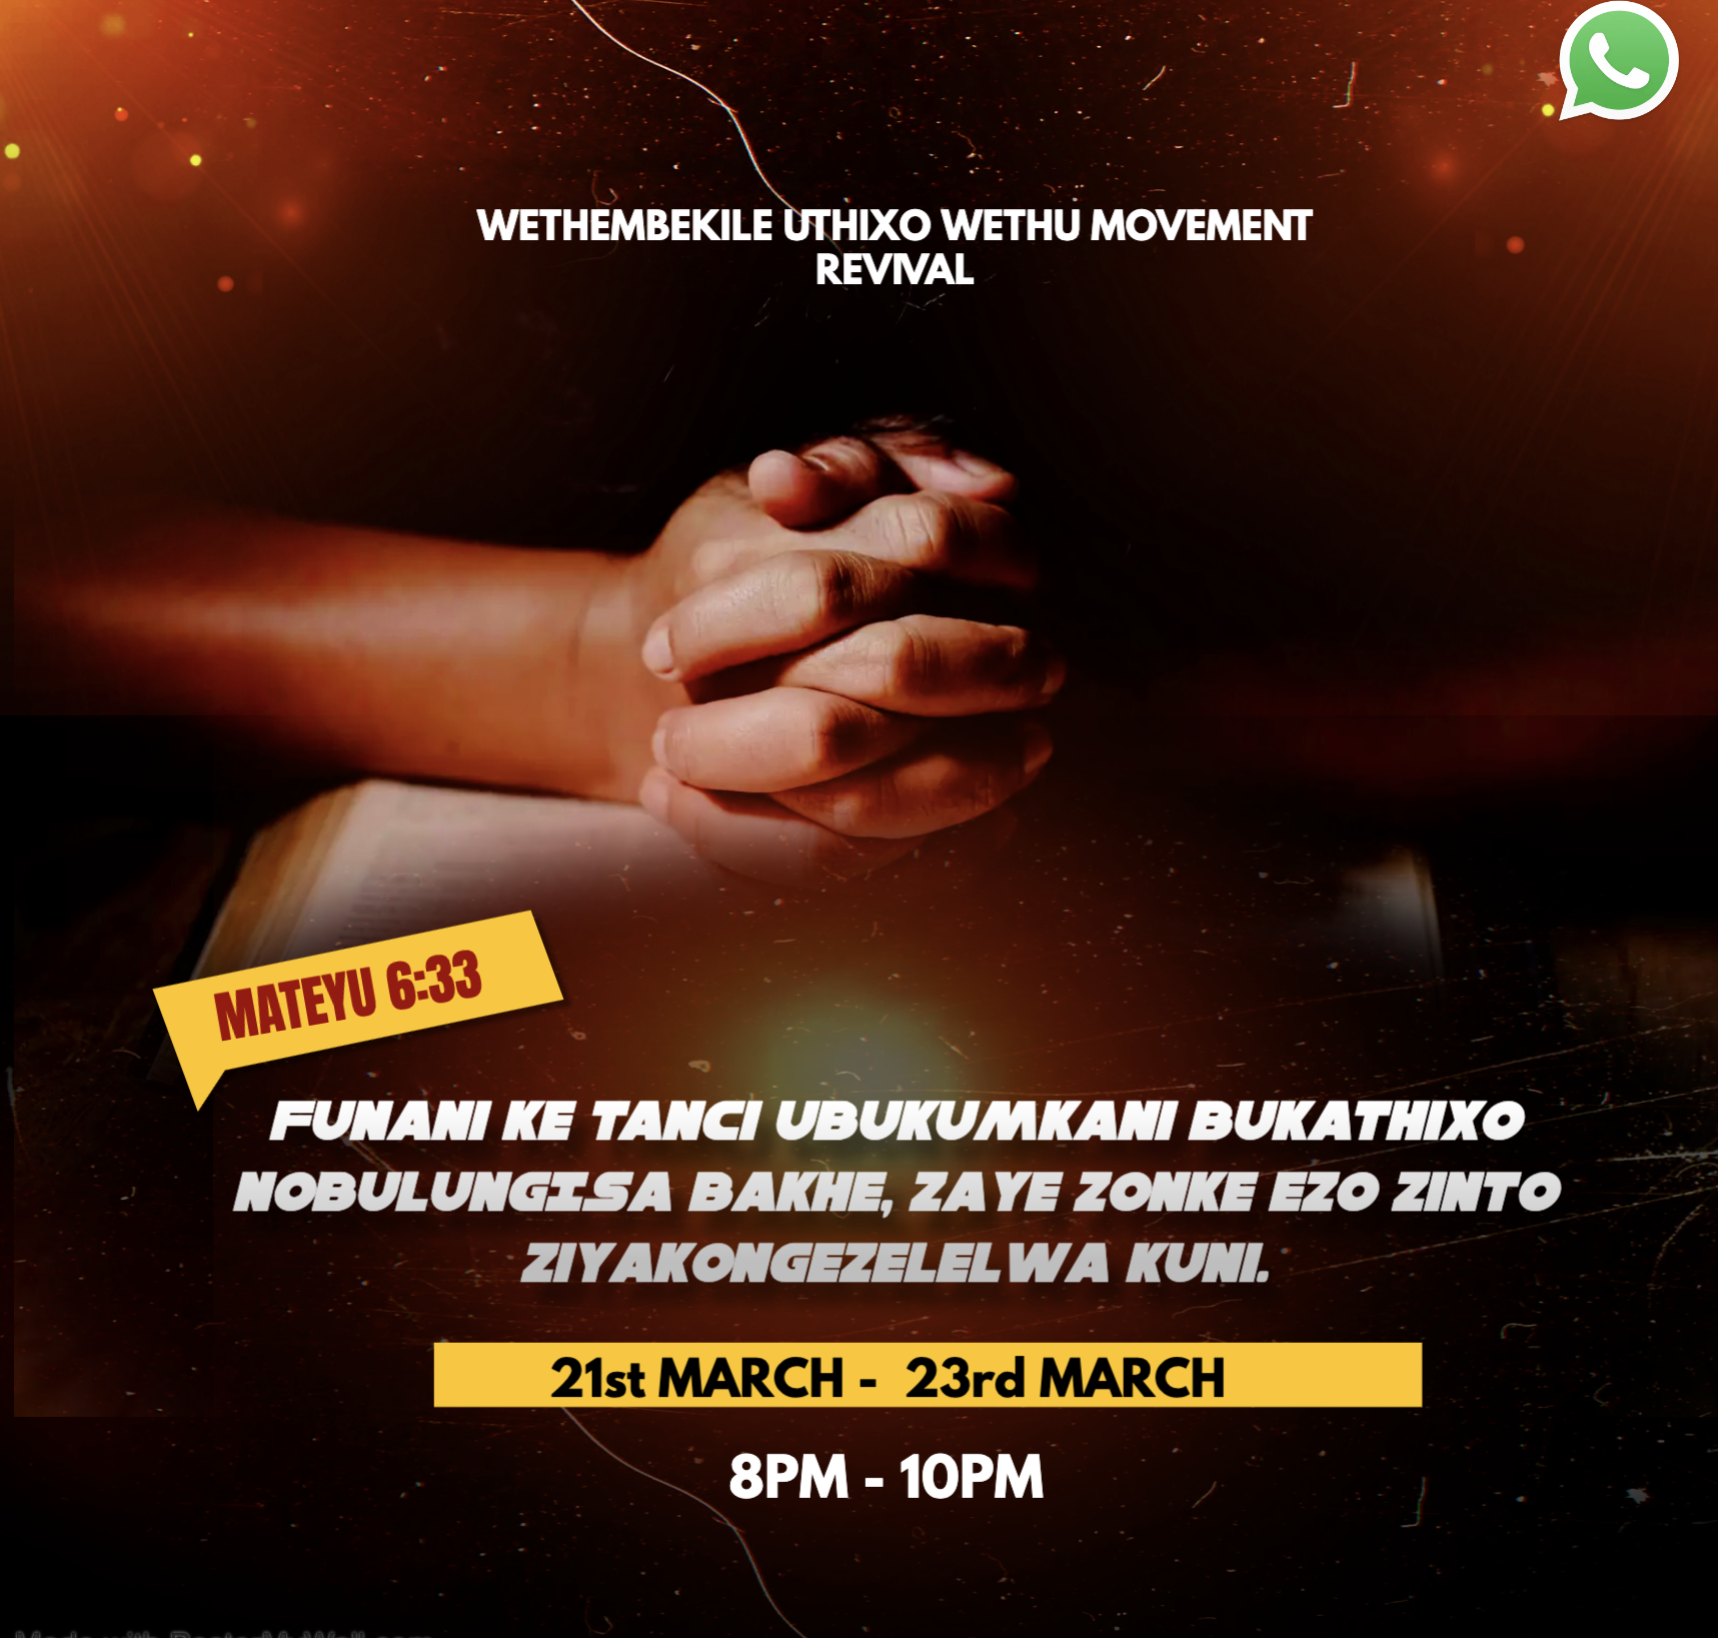 WETHEMBEKILE UTHIXO WETHU MOVEMENT
REVIVAL
MATEYU 6:33
FUNANI KE TANCI UBUKUMKANI BUKATHIXO
NOBULUNGISA BAKHE, ZAYE ZONKE EZO ZINTO
ZIYAKONGEZELELWA KUNI.
21st MARCH - 23rd MARCH
8PM - 10PM